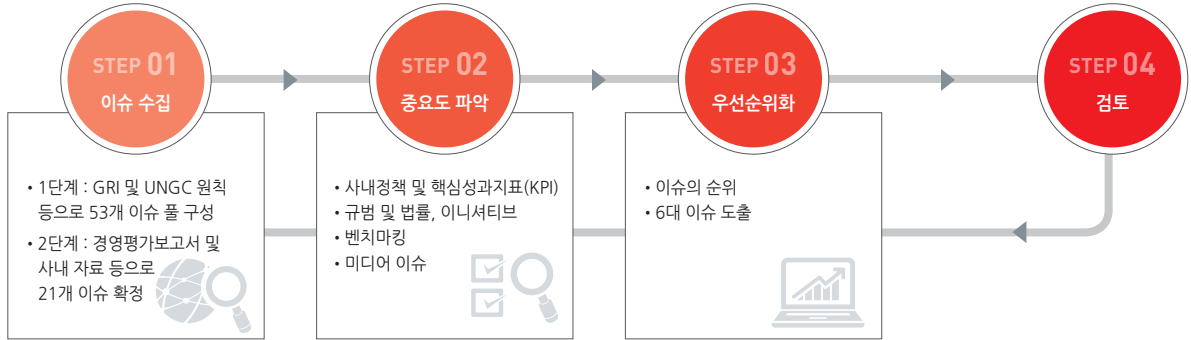 STEP 01
이슈 수집
• 1단계 : GRI 및 UNGC 원칙
등으로 53개 이슈 풀 구성
• 2단계 : 경영평가보고서 및
사내 자료 등으로
21개 이슈 확정
STEP 02
중요도 파악
• 사내정책 및 핵심성과지표(KPI)
• 규범 및 법률, 이니셔티브
• 벤치마킹
• 미디어 이슈
STEP 03
우선순위화
• 이슈의 순위
• 6대 이슈 도출
STEP 04
검토